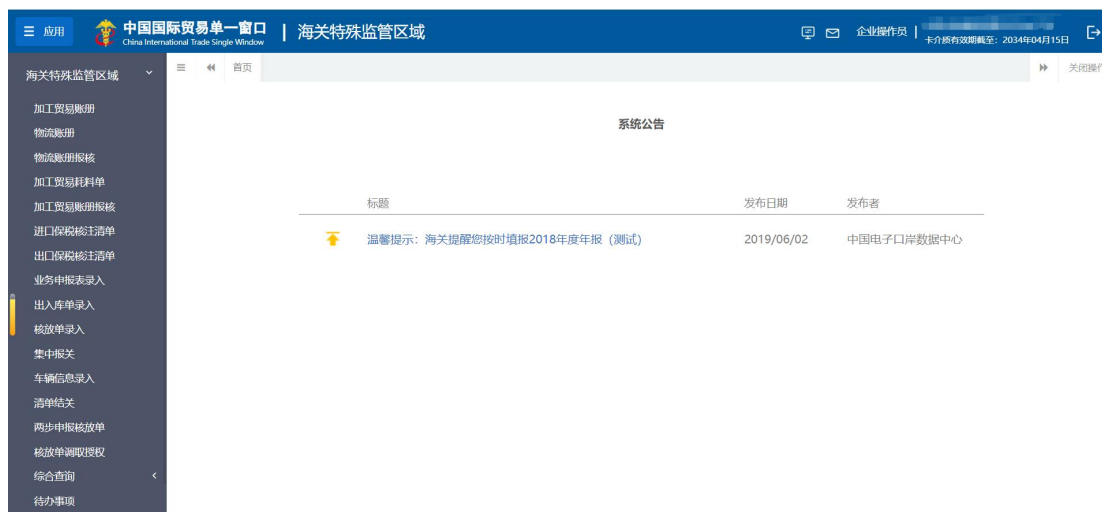 应用
中国国际贸易单一窗口 | 海关特殊监管区域
China International Trade Single Window
企业操作员 |
卡介质有效期截至：2034年04月15日
海关特殊监管区域
首页
关闭操作
加工贸易账册
物流账册
物流账册报核
加工贸易耗料单
加工贸易账册报核
进口保税核注清单
出口保税核注清单
业务申报表录入
出入库单录入
核放单录入
集中报关
车辆信息录入
清单结关
两步申报核放单
核放单调取授权
综合查询
待办事项
系统公告
标题 发布日期 发布者
温馨提示：海关提醒您按时填报2018年度年报（测试） 2019/06/02 中国电子口岸数据中心